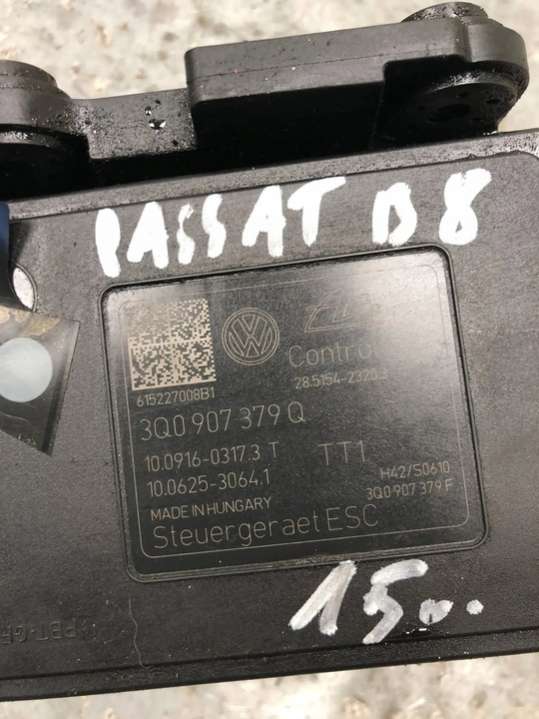 PASSAT B8
Contro
615227008B1
28.5154-2320.
3Q0 907 379 Q
10.0916-0317.3 T
TT1
10.0625-3064.1
H42/S0610
MADE IN HUNGARY
3Q0 907 379 F
Steuergeraet ESC
15..